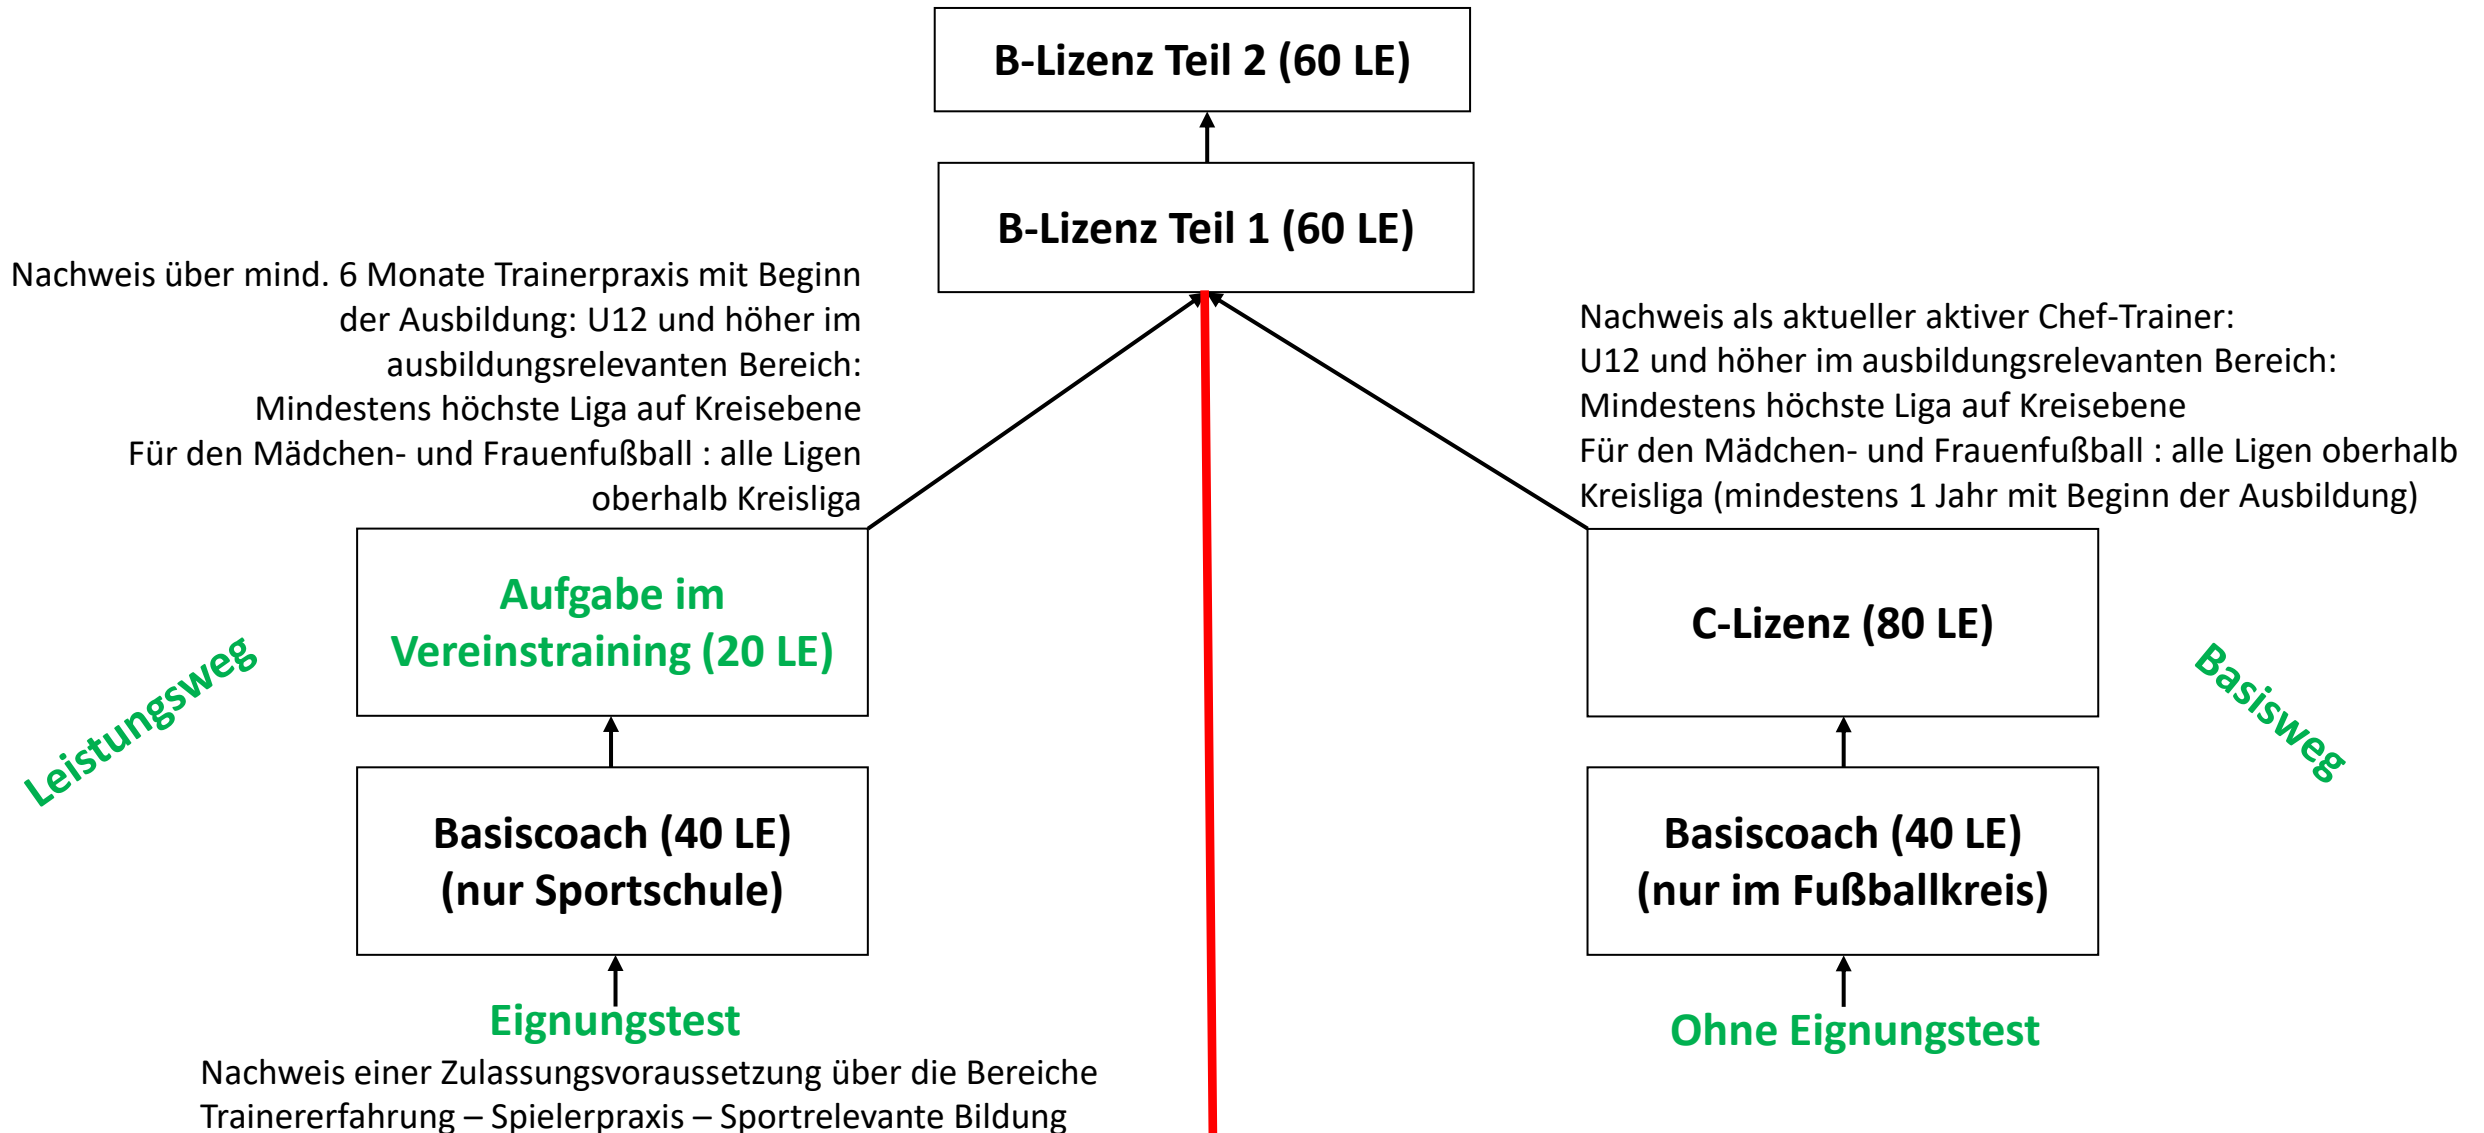 B-Lizenz Teil 2 (60 LE)
B-Lizenz Teil 1 (60 LE)
Nachweis über mind. 6 Monate Trainerpraxis mit Beginn
der Ausbildung: U12 und höher im
ausbildungsrelevanten Bereich:
Mindestens höchste Liga auf Kreisebene
Für den Mädchen- und Frauenfußball : alle Ligen
oberhalb Kreisliga
Nachweis als aktueller aktiver Chef-Trainer:
U12 und höher im ausbildungsrelevanten Bereich:
Mindestens höchste Liga auf Kreisebene
Für den Mädchen- und Frauenfußball : alle Ligen oberhalb
Kreisliga (mindestens 1 Jahr mit Beginn der Ausbildung)
Leistungsweg
Aufgabe im
Vereinstraining (20 LE)
C-Lizenz (80 LE)
Basisweg
Basiscoach (40 LE)
(nur Sportschule)
Basiscoach (40 LE)
(nur im Fußballkreis)
Eignungstest
Nachweis einer Zulassungsvoraussetzung über die Bereiche
Trainererfahrung – Spielerpraxis – Sportrelevante Bildung
Ohne Eignungstest